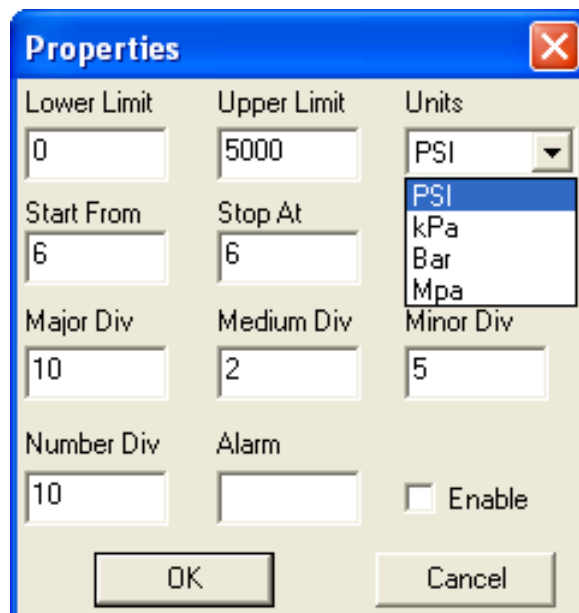 Properties
Lower Limit Upper Limit Units
0 5000 PSI
PSI
Start From Stop At
kPa
6 6
Bar
Mpa
Major Div Medium Div Minor Div
10 2 5
Number Div Alarm
10
Enable
OK Cancel